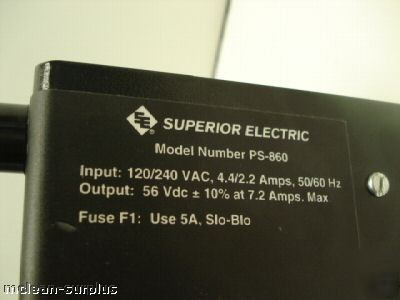 SE® SUPERIOR ELECTRIC
Model Number PS-860
Input: 120/240 VAC, 4.4/2.2 Amps, 50/60 Hz
Output: 56 Vdc ± 10% at 7.2 Amps. Max
Fuse F1: Use 5A, Slo-Blo
mclean-surplus